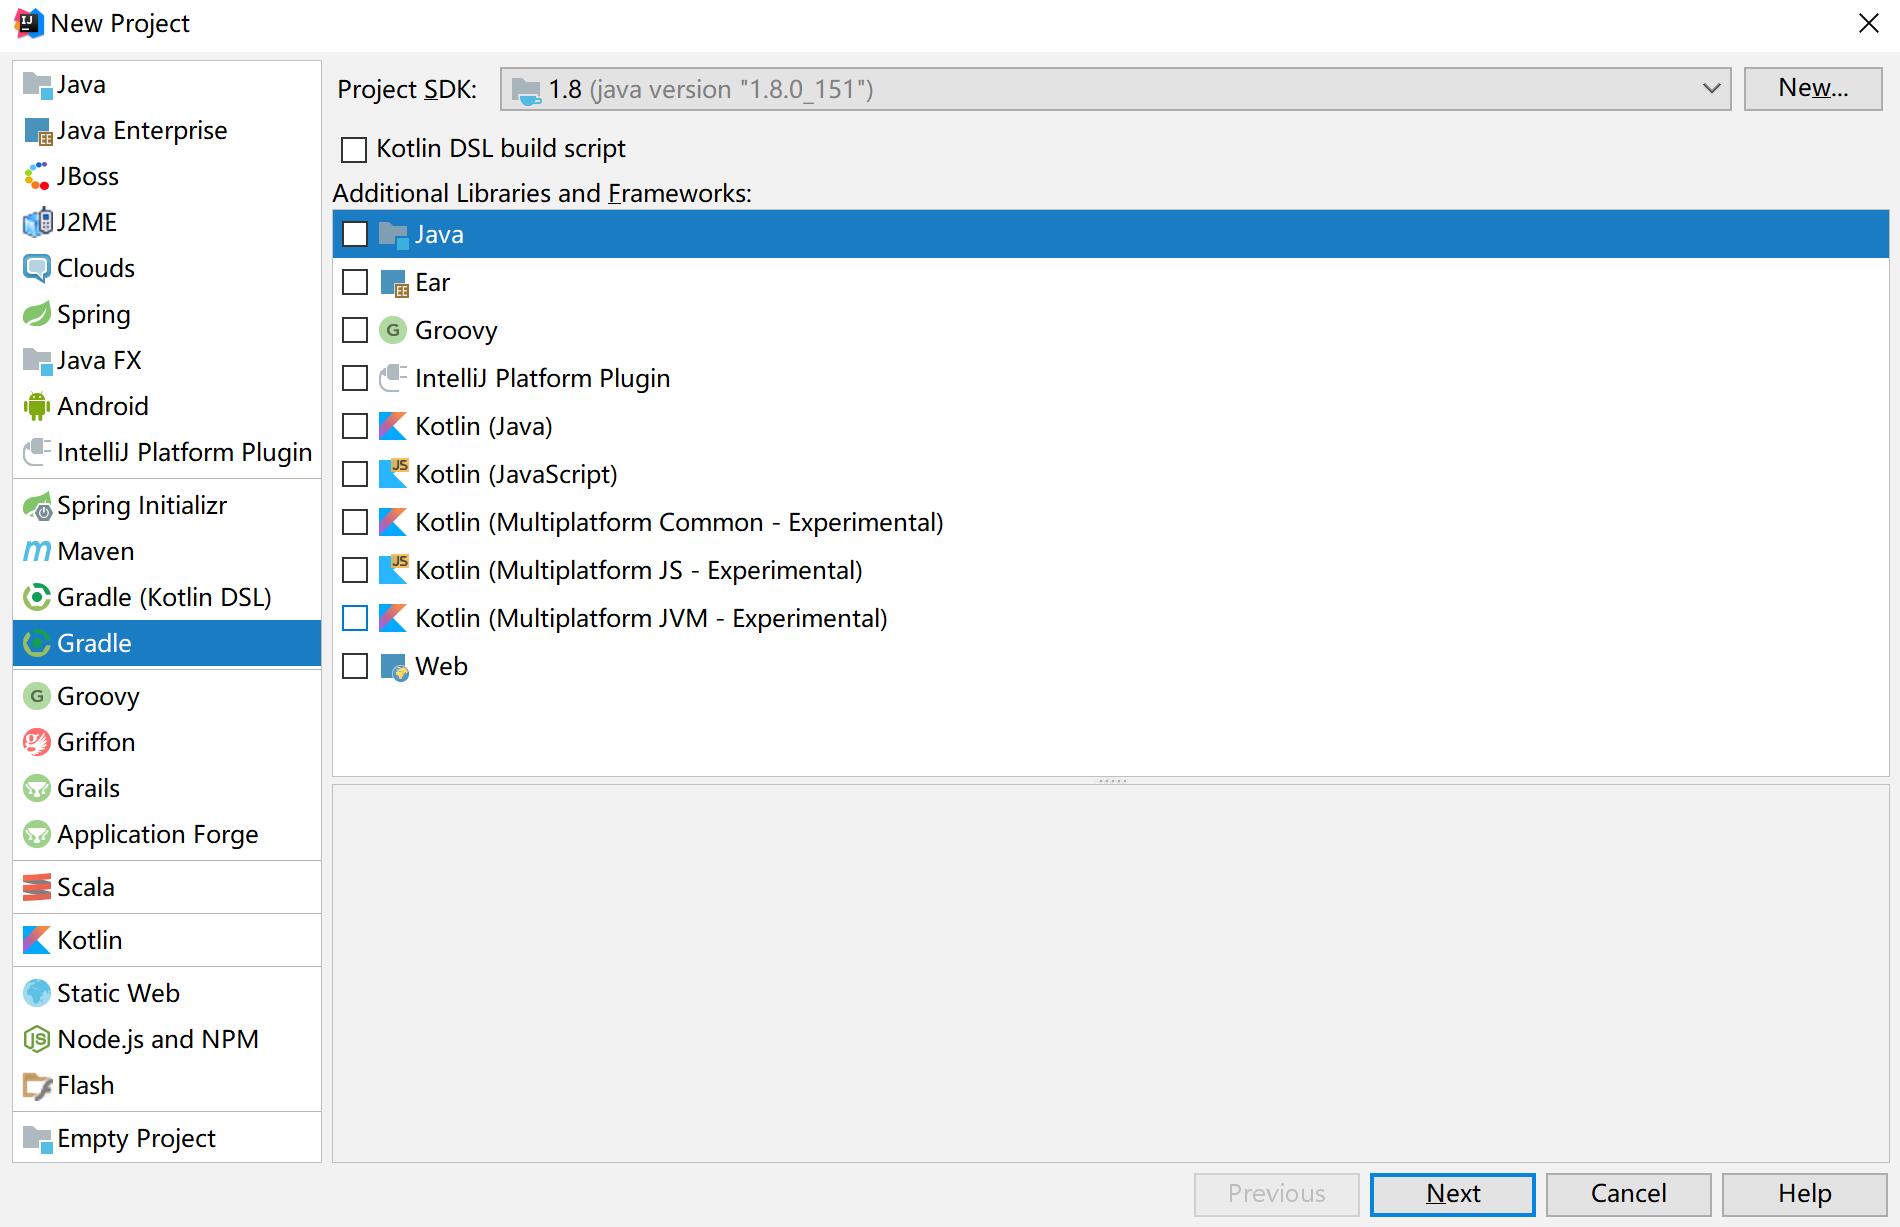 New Project
Java
Java Enterprise
JBoss
J2ME
Clouds
Spring
Java FX
Android
IntelliJ Platform Plugin
Spring Initializr
Maven
Gradle (Kotlin DSL)
Gradle
Groovy
Griffon
Grails
Application Forge
Scala
Kotlin
Static Web
Node.js and NPM
Flash
Empty Project
Project SDK: 1.8 (java version "1.8.0_151") New...
Kotlin DSL build script
Additional Libraries and Frameworks:
Java
Ear
Groovy
IntelliJ Platform Plugin
Kotlin (Java)
Kotlin (JavaScript)
Kotlin (Multiplatform Common - Experimental)
Kotlin (Multiplatform JS - Experimental)
Kotlin (Multiplatform JVM - Experimental)
Web
Previous Next Cancel Help